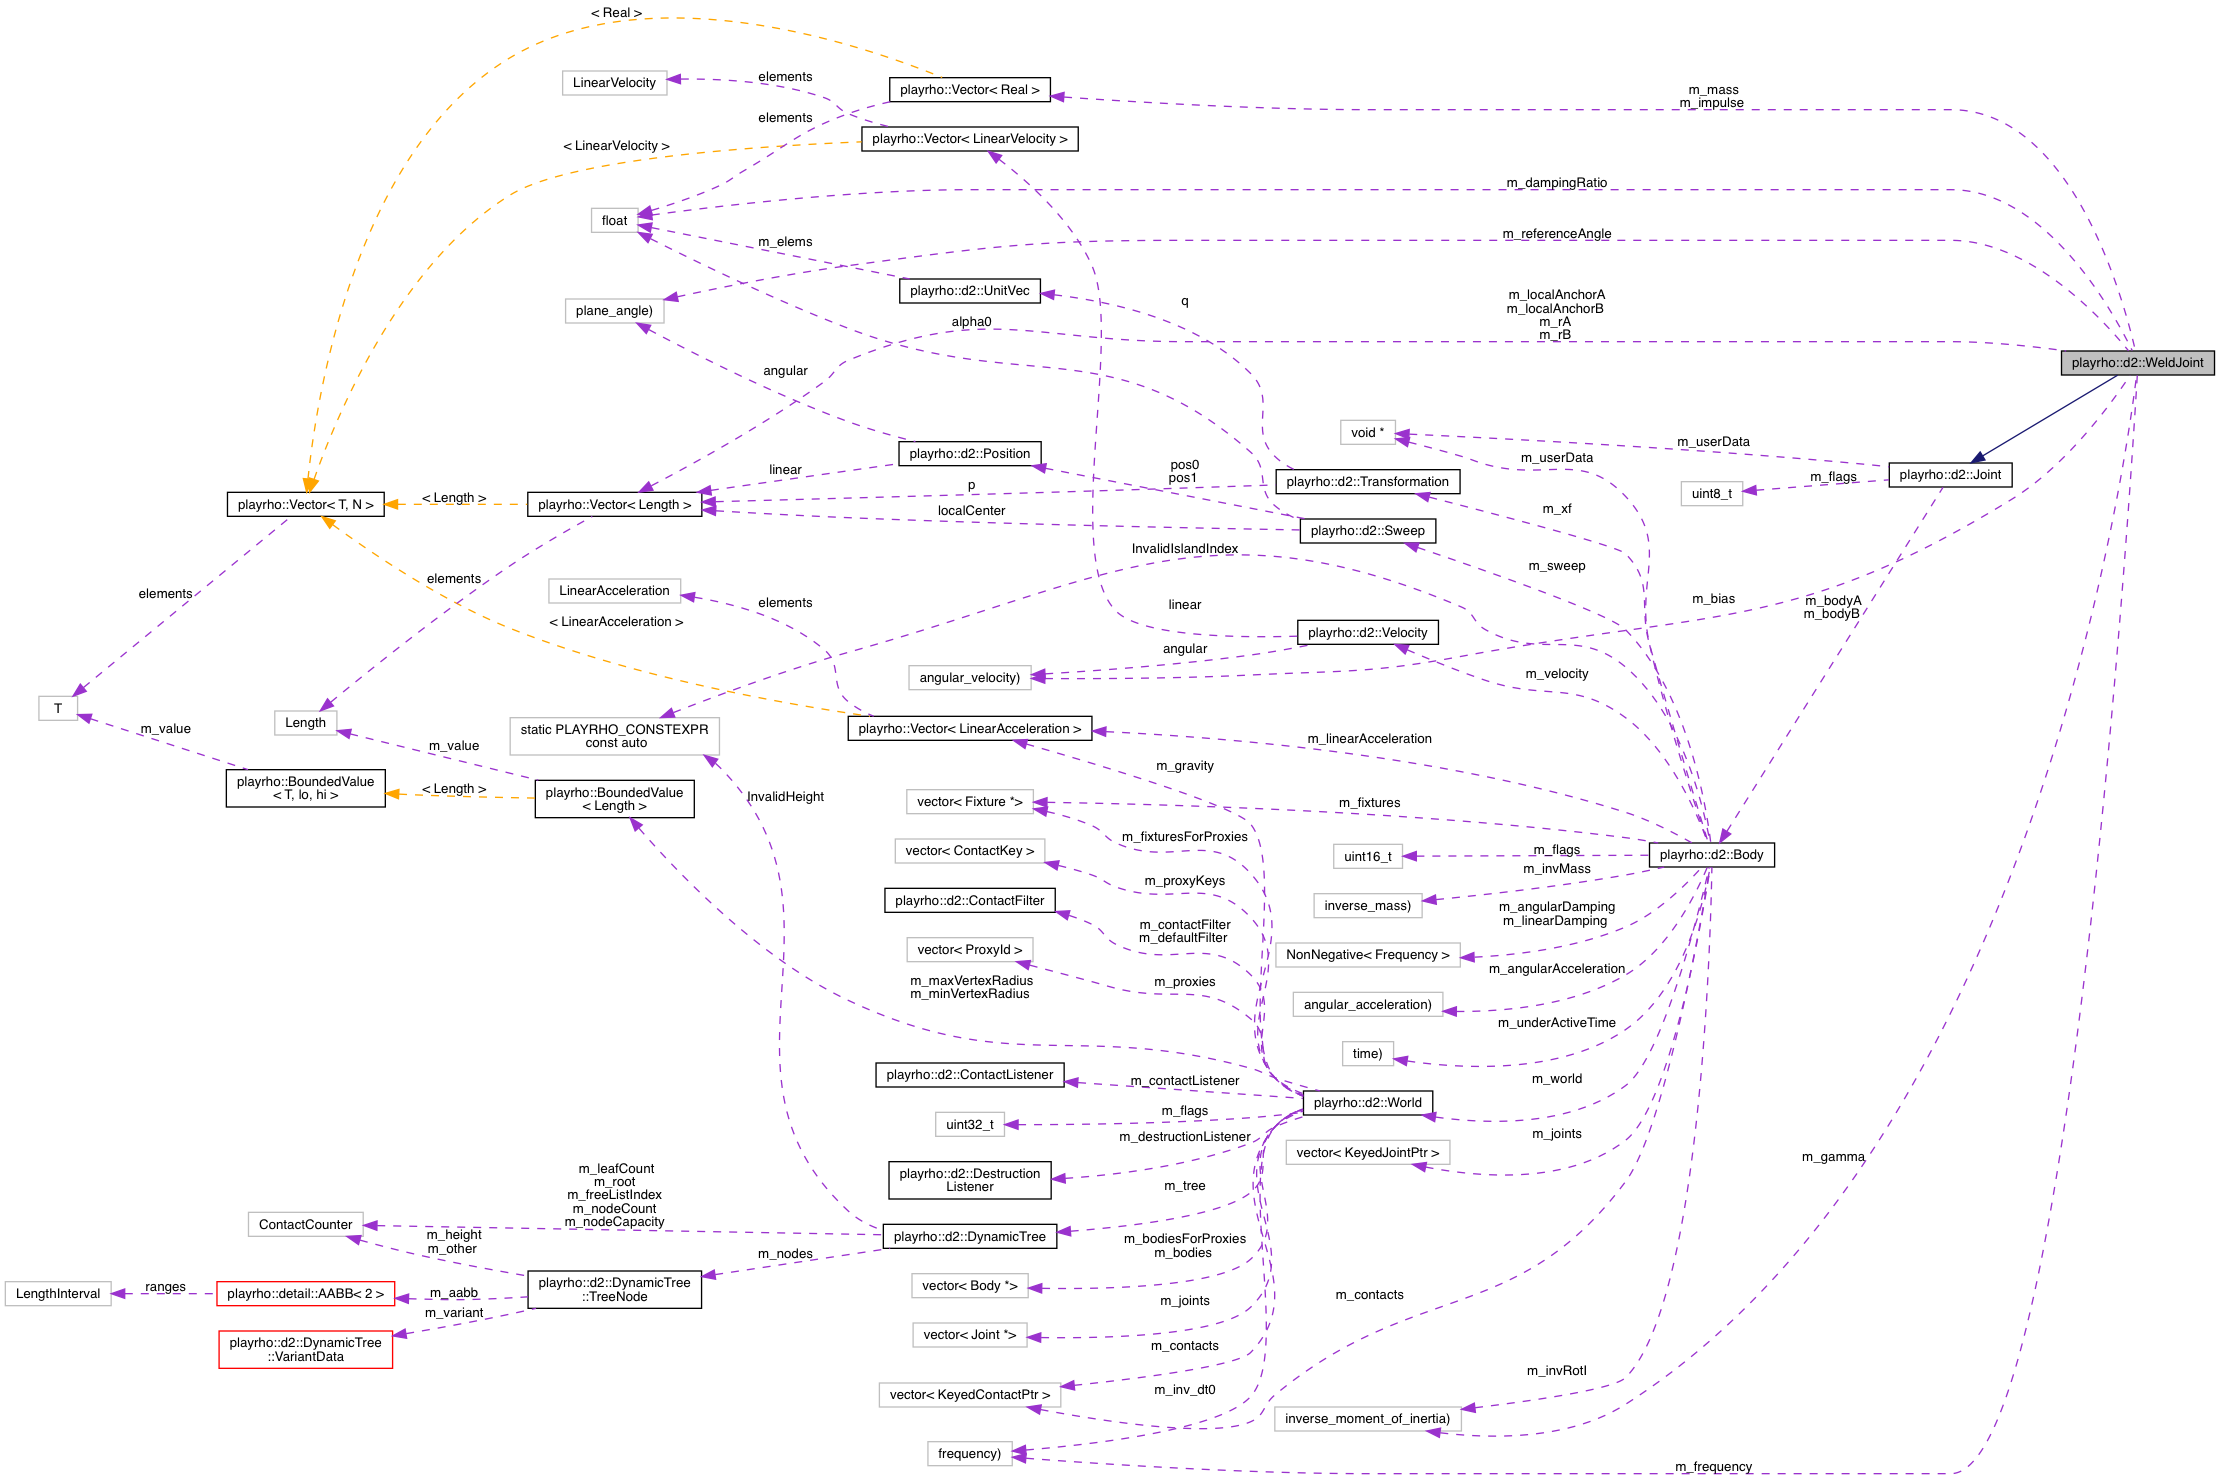 < Real >
LinearVelocity
elements
playrho::Vector< Real >
m_mass
m_impulse
elements
< LinearVelocity >
playrho::Vector< LinearVelocity >
m_dampingRatio
float
m_elems
m_referenceAngle
playrho::d2::UnitVec
q
plane_angle)
alpha0
m_localAnchorA
m_localAnchorB
m_rA
m_rB
playrho::d2::WeldJoint
angular
void *
m_userData
m_userData
playrho::d2::Position
linear
pos0
pos1
playrho::d2::Transformation
playrho::d2::Joint
m_flags
uint8_t
playrho::Vector< T, N >
< Length >
playrho::Vector< Length >
p
localCenter
m_xf
playrho::d2::Sweep
InvalidIslandIndex
m_sweep
elements
elements
LinearAcceleration
elements
< LinearAcceleration >
linear
playrho::d2::Velocity
m_bias
m_bodyA
m_bodyB
angular
angular_velocity)
m_velocity
T
Length
m_value
static PLAYRHO_CONSTEXPR
const auto
playrho::Vector< LinearAcceleration >
m_linearAcceleration
m_value
m_gravity
playrho::BoundedValue
< T, lo, hi >
< Length >
playrho::BoundedValue
< Length >
InvalidHeight
vector< Fixture *>
m_fixtures
m_fixturesForProxies
vector< ContactKey >
uint16_t
m_flags
playrho::d2::Body
m_invMass
m_proxyKeys
playrho::d2::ContactFilter
inverse_mass)
m_angularDamping
m_linearDamping
m_contactFilter
m_defaultFilter
vector< ProxyId >
NonNegative< Frequency >
m_angularAcceleration
m_maxVertexRadius
m_minVertexRadius
m_proxies
angular_acceleration)
m_underActiveTime
time)
playrho::d2::ContactListener
m_contactListener
m_world
playrho::d2::World
m_flags
uint32_t
m_destructionListener
m_joints
vector< KeyedJointPtr >
m_gamma
playrho::d2::Destruction
Listener
m_leafCount
m_root
m_freeListIndex
m_nodeCount
m_nodeCapacity
m_tree
ContactCounter
m_height
m_other
playrho::d2::DynamicTree
m_nodes
m_bodiesForProxies
m_bodies
LengthInterval
ranges
playrho::detail::AABB< 2 >
m_aabb
m_variant
playrho::d2::DynamicTree
::TreeNode
vector< Body *>
m_joints
m_contacts
playrho::d2::DynamicTree
::VariantData
vector< Joint *>
m_contacts
m_invRotI
vector< KeyedContactPtr >
m_inv_dt0
inverse_moment_of_inertia)
frequency)
m_frequency